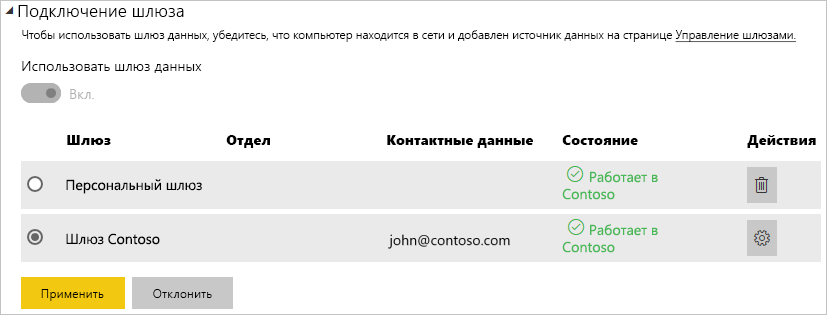 Подключение шлюза
Чтобы использовать шлюз данных, убедитесь, что компьютер находится в сети и добавлен источник данных на странице Управление шлюзами.
Использовать шлюз данных
Вкл.
Шлюз Отдел Контактные данные Состояние Действия
Персональный шлюз Работает в
Contoso
Шлюз Contoso john@contoso.com Работает в
Contoso
Применить Отклонить